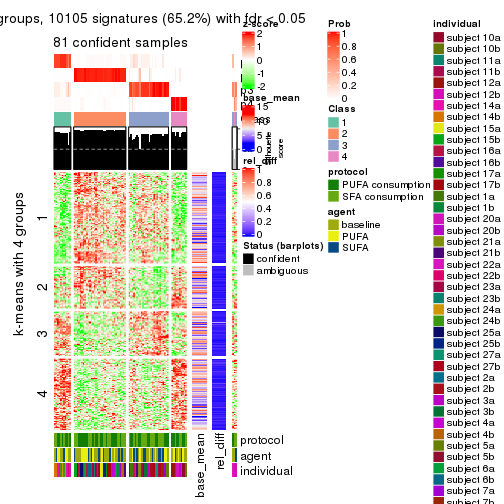 groups, 10105 signatures (65.2%) with fdr < 0.05
81 confident samples
k-means with 4 groups
1
2
3
4
z-score
2
1
0
-1
-2
base_mean
15
10
5
0
rel_diff
1
0.8
0.6
0.4
0.2
0
Status (barplots)
confident
ambiguous
Silhouette
score
protocol
agent
individual
base_mean
rel_diff
Prob
1
0.8
0.6
0.4
0.2
0
Class
1
2
3
4
protocol
PUFA consumption
SFA consumption
agent
baseline
PUFA
SUFA
individual
subject 10a
subject 10b
subject 11a
subject 11b
subject 12a
subject 12b
subject 14a
subject 14b
subject 15a
subject 15b
subject 16a
subject 16b
subject 17a
subject 17b
subject 1a
subject 1b
subject 20a
subject 20b
subject 21a
subject 21b
subject 22a
subject 22b
subject 23a
subject 23b
subject 24a
subject 24b
subject 25a
subject 25b
subject 27a
subject 27b
subject 2a
subject 2b
subject 3a
subject 3b
subject 4a
subject 4b
subject 5a
subject 5b
subject 6a
subject 6b
subject 7a
subject 7b